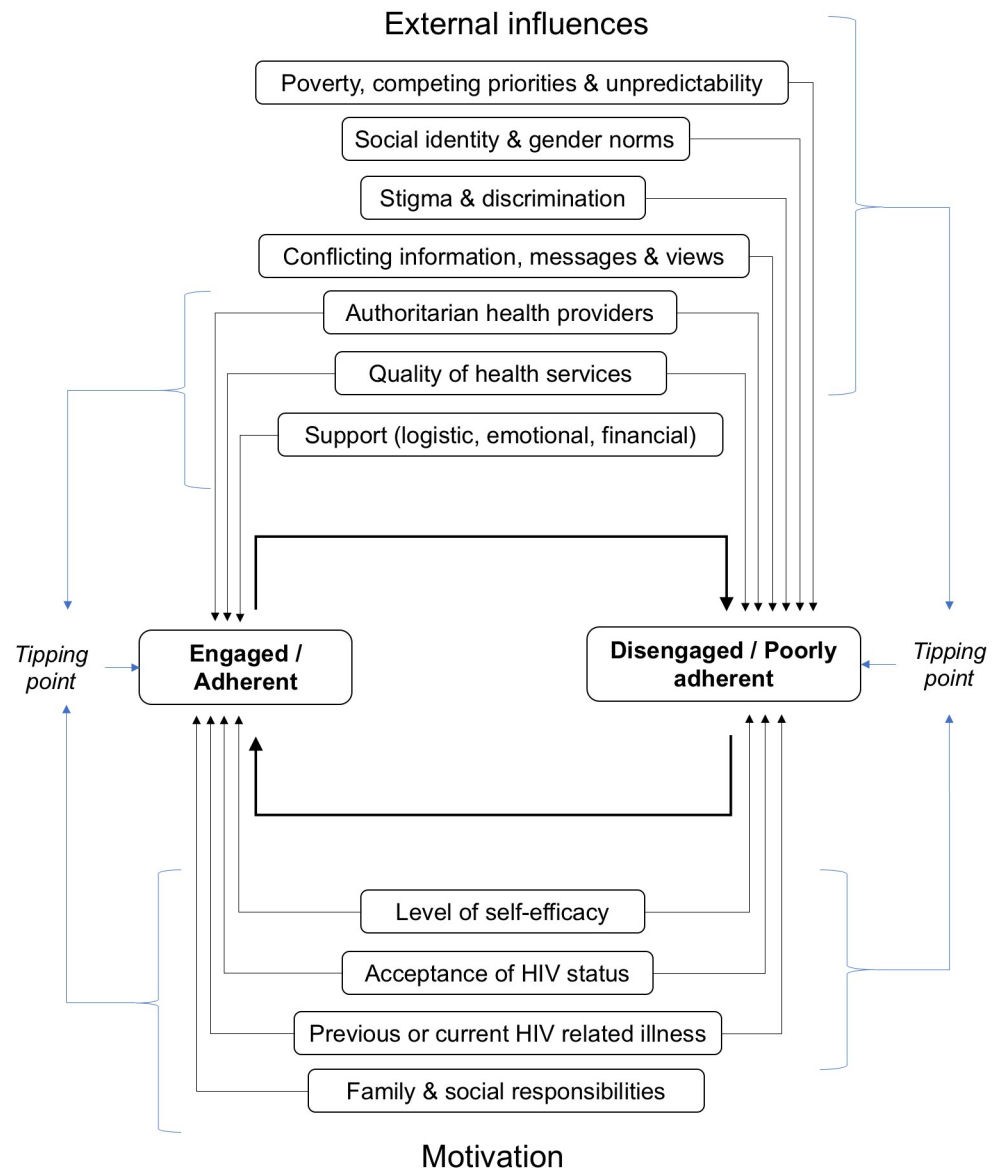 External influences
Poverty, competing priorities & unpredictability
Social identity & gender norms
Stigma & discrimination
Conflicting information, messages & views
Authoritarian health providers
Quality of health services
Support (logistic, emotional, financial)
Tipping
point
Engaged /
Adherent
Disengaged / Poorly
adherent
Tipping
point
Level of self-efficacy
Acceptance of HIV status
Previous or current HIV related illness
Family & social responsibilities
Motivation